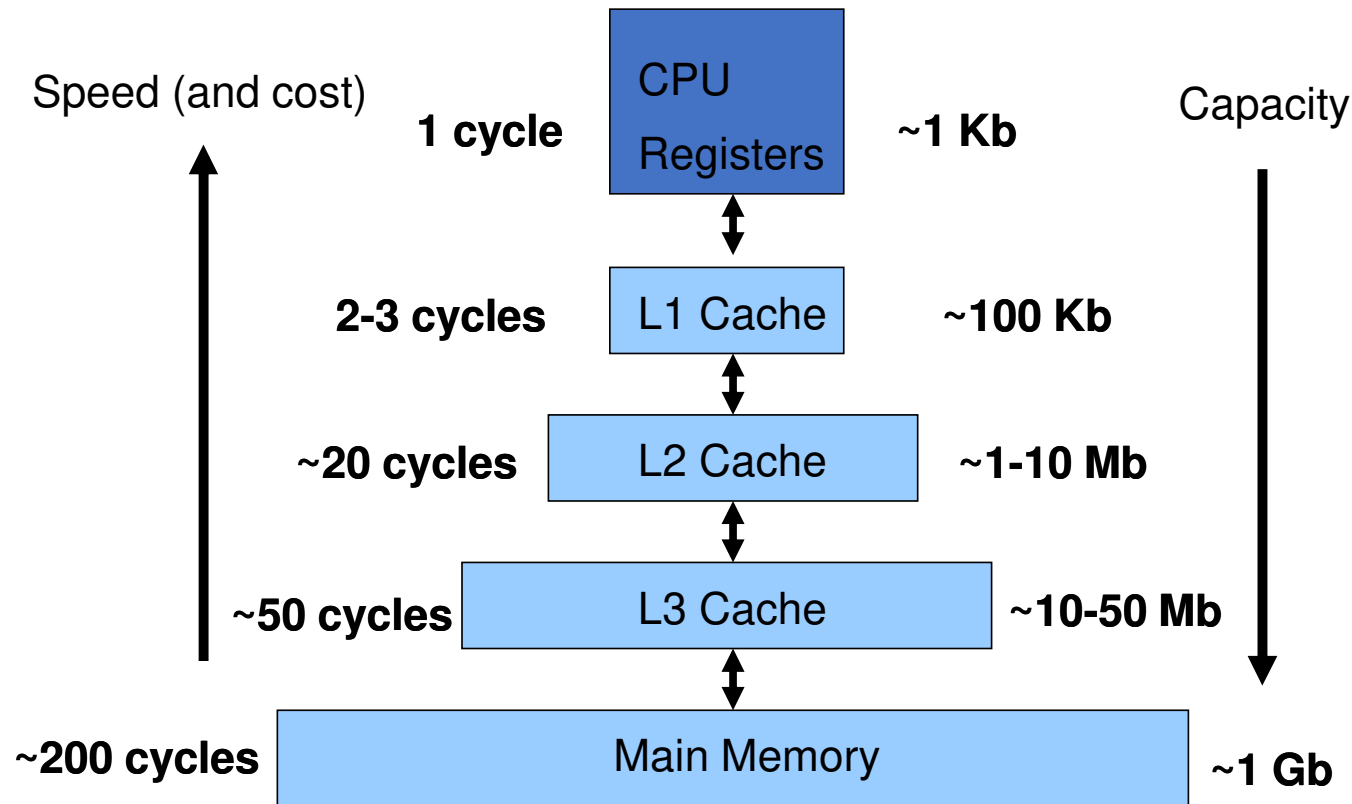 Speed (and cost)
CPU
Registers
1 cycle
~1 Kb
Capacity
2-3 cycles
L1 Cache
~100 Kb
~20 cycles
L2 Cache
~1-10 Mb
~50 cycles
L3 Cache
~10-50 Mb
~200 cycles
Main Memory
~1 Gb